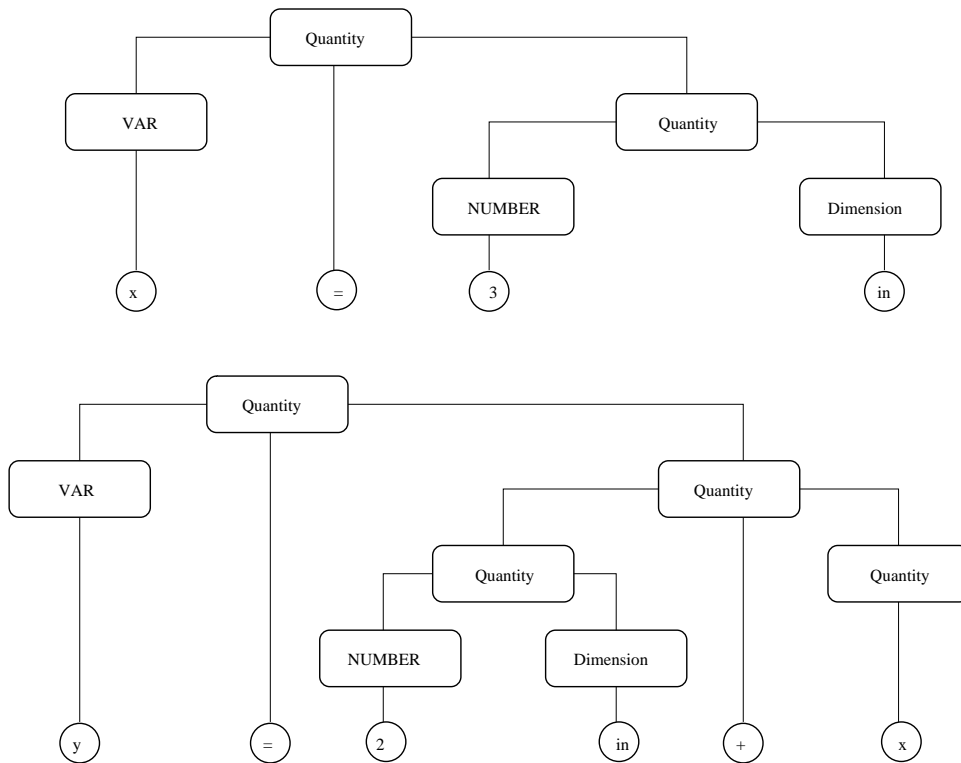 Quantity
VAR Quantity
NUMBER Dimension
x = 3 in
Quantity
VAR Quantity
Quantity Quantity
NUMBER Dimension
y = 2 in + x